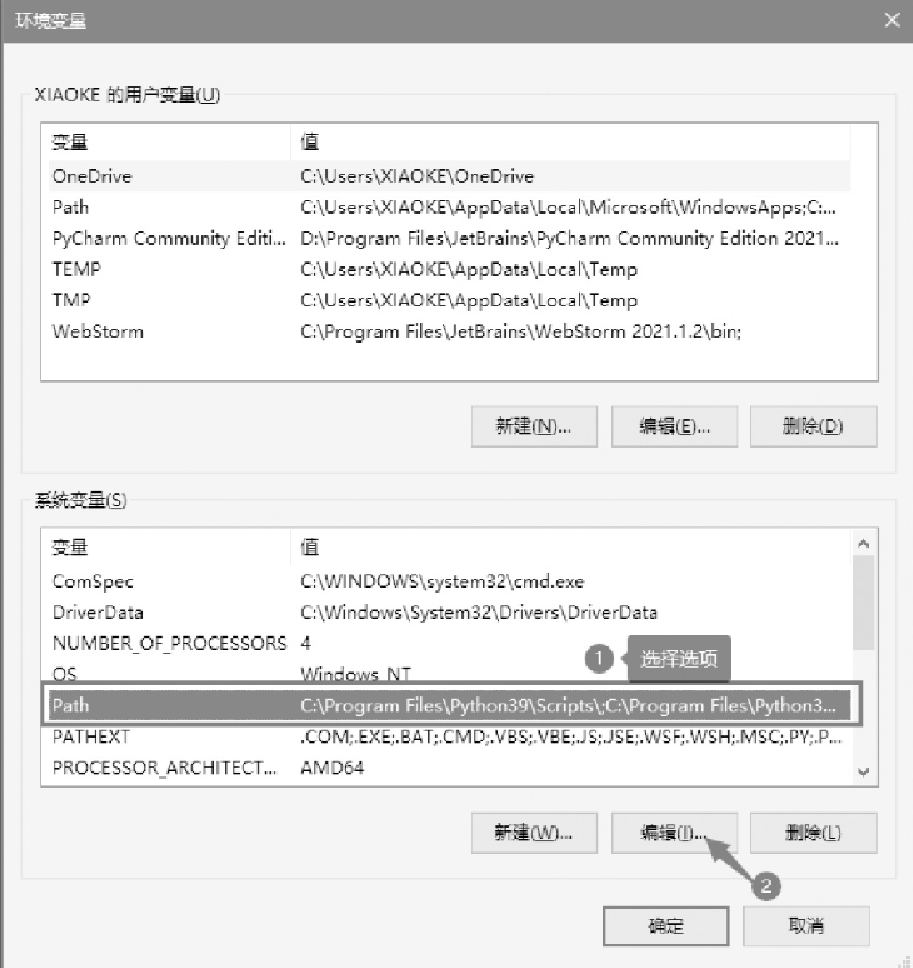 环境变量
XIAOKE 的用户变量(U)
变量 值
OneDrive C:\Users\XIAOKE\OneDrive
Path C:\Users\XIAOKE\AppData\Local\Microsoft\WindowsApps;C:...
PyCharm Community Editi... D:\Program Files\JetBrains\PyCharm Community Edition 2021...
TEMP C:\Users\XIAOKE\AppData\Local\Temp
TMP C:\Users\XIAOKE\AppData\Local\Temp
WebStorm C:\Program Files\JetBrains\WebStorm 2021.1.2\bin;
新建(N)... 编辑(E)... 删除(D)
系统变量(S)
变量 值
ComSpec C:\WINDOWS\system32\cmd.exe
DriverData C:\Windows\System32\Drivers\DriverData
NUMBER_OF_PROCESSORS 4
1 选择选项
OS Windows_NT
Path C:\Program Files\Python39\Scripts\;C:\Program Files\Python3...
PATHEXT .COM;.EXE;.BAT;.CMD;.VBS;.VBE;.JS;.JSE;.WSF;.WSH;.MSC;.PY;.P...
PROCESSOR_ARCHITECT... AMD64
新建(W)... 编辑(I)... 删除(L)
2
确定 取消